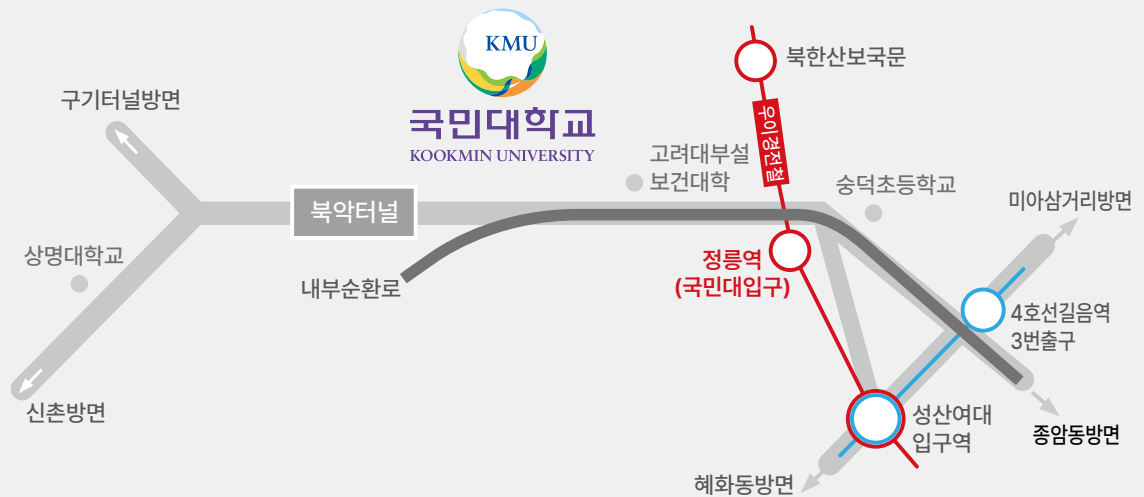 KMU
국민대학교
KOOKMIN UNIVERSITY
북한산보국문
우이경전철
구기터널방면
고려대부설
보건대학
숭덕초등학교
미아삼거리방면
북악터널
상명대학교
내부순환로
정릉역
(국민대입구)
4호선길음역
3번출구
신촌방면
성산여대
입구역
종암동방면
혜화동방면